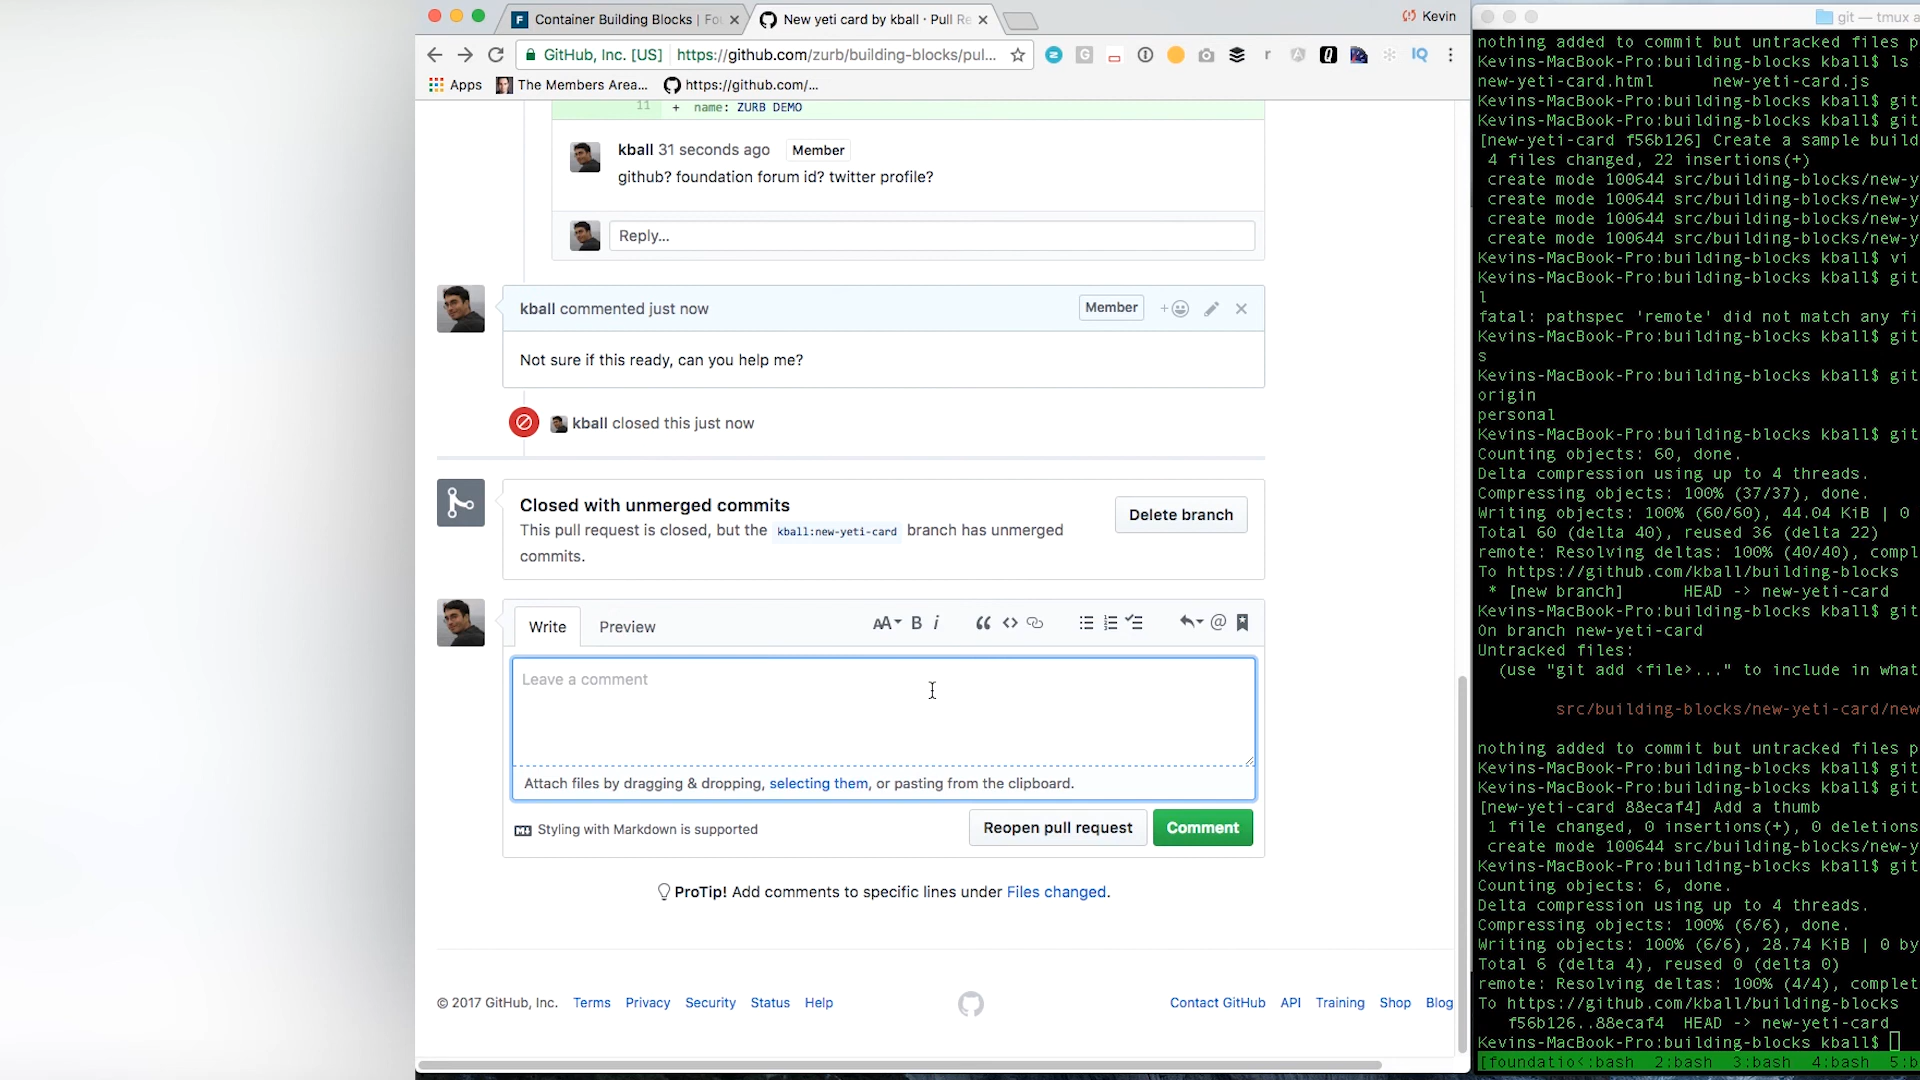 Container Building Blocks | Fou
New yeti card by kball · Pull Re
Kevin
GitHub, Inc. [US]
https://github.com/zurb/building-blocks/pul...
Apps
The Members Area...
https://github.com/...
11 + name: ZURB DEMO
kball 31 seconds ago Member
github? foundation forum id? twitter profile?
Reply...
kball commented just now
Member
Not sure if this ready, can you help me?
kball closed this just now
Closed with unmerged commits
This pull request is closed, but the kball:new-yeti-card branch has unmerged
commits.
Delete branch
Write
Preview
Leave a comment
Attach files by dragging & dropping, selecting them, or pasting from the clipboard.
Styling with Markdown is supported
Reopen pull request
Comment
ProTip! Add comments to specific lines under Files changed.
© 2017 GitHub, Inc. Terms Privacy Security Status Help
Contact GitHub API Training Shop Blog
git — tmux a
nothing added to commit but untracked files p
Kevins-MacBook-Pro:building-blocks kball$ ls
new-yeti-card.html new-yeti-card.js
Kevins-MacBook-Pro:building-blocks kball$ git
Kevins-MacBook-Pro:building-blocks kball$ git
[new-yeti-card f56b126] Create a sample build
4 files changed, 22 insertions(+)
create mode 100644 src/building-blocks/new-y
create mode 100644 src/building-blocks/new-y
create mode 100644 src/building-blocks/new-y
create mode 100644 src/building-blocks/new-y
Kevins-MacBook-Pro:building-blocks kball$ vi
Kevins-MacBook-Pro:building-blocks kball$ git
l
fatal: pathspec 'remote' did not match any fi
Kevins-MacBook-Pro:building-blocks kball$ git
s
Kevins-MacBook-Pro:building-blocks kball$ git
origin
personal
Kevins-MacBook-Pro:building-blocks kball$ git
Counting objects: 60, done.
Delta compression using up to 4 threads.
Compressing objects: 100% (37/37), done.
Writing objects: 100% (60/60), 44.04 KiB | 0
Total 60 (delta 40), reused 36 (delta 22)
remote: Resolving deltas: 100% (40/40), compl
To https://github.com/kball/building-blocks
* [new branch] HEAD -> new-yeti-card
Kevins-MacBook-Pro:building-blocks kball$ git
On branch new-yeti-card
Untracked files:
(use "git add <file>..." to include in what
src/building-blocks/new-yeti-card/new
nothing added to commit but untracked files p
Kevins-MacBook-Pro:building-blocks kball$ git
Kevins-MacBook-Pro:building-blocks kball$ git
[new-yeti-card 88ecaf4] Add a thumb
1 file changed, 0 insertions(+), 0 deletions
create mode 100644 src/building-blocks/new-y
Kevins-MacBook-Pro:building-blocks kball$ git
Counting objects: 6, done.
Delta compression using up to 4 threads.
Compressing objects: 100% (6/6), done.
Writing objects: 100% (6/6), 28.74 KiB | 0 by
Total 6 (delta 4), reused 0 (delta 0)
remote: Resolving deltas: 100% (4/4), complet
To https://github.com/kball/building-blocks
f56b126..88ecaf4 HEAD -> new-yeti-card
Kevins-MacBook-Pro:building-blocks kball$
[foundatio<:bash 2:bash 3:bash 4:bash 5:b